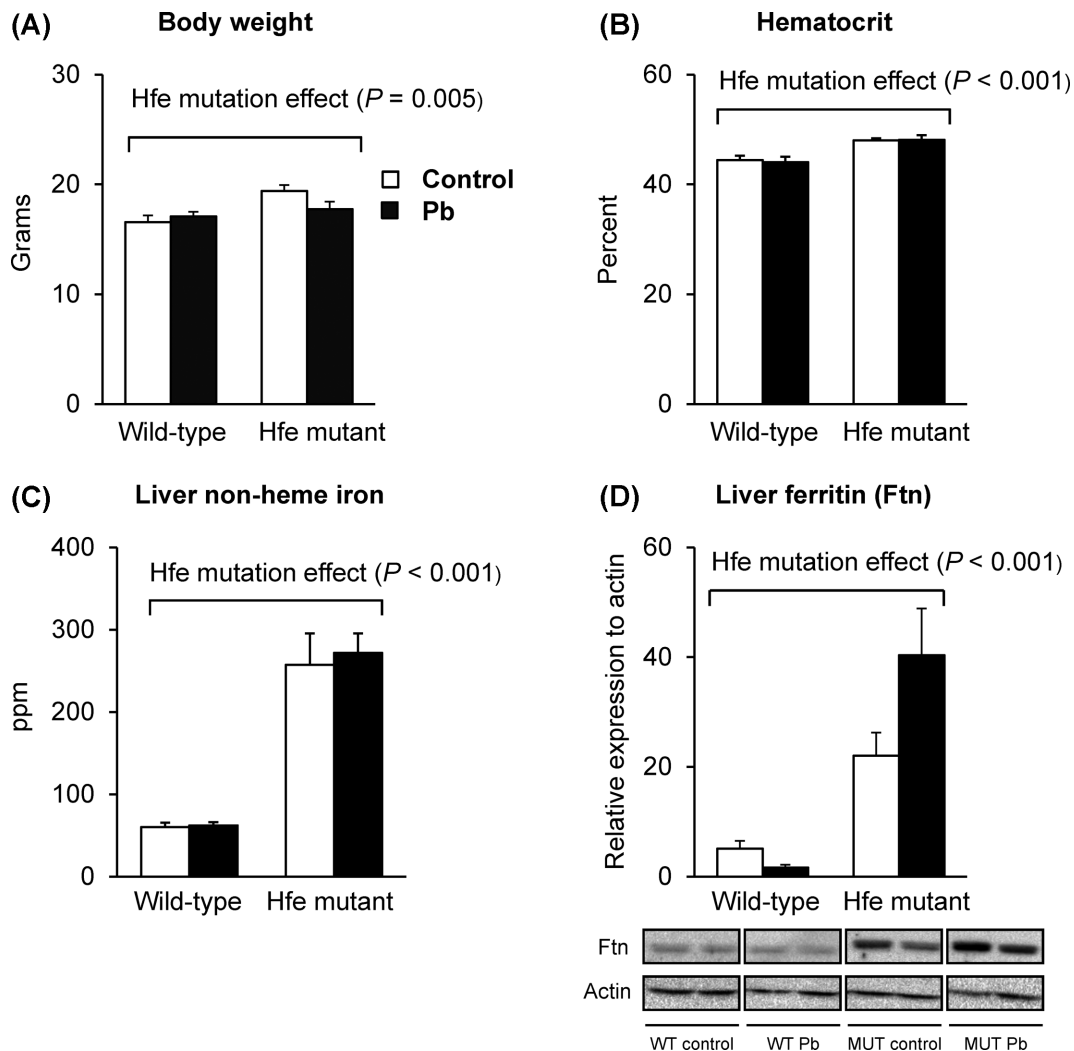 (A) Body weight
30
Hfe mutation effect (P = 0.005)
20
10
0
Grams
Control
Pb
Wild-type Hfe mutant
(B) Hematocrit
60
Hfe mutation effect (P < 0.001)
40
20
0
Percent
Wild-type Hfe mutant
(C) Liver non-heme iron
400
Hfe mutation effect (P < 0.001)
300
200
100
0
ppm
Wild-type Hfe mutant
(D) Liver ferritin (Ftn)
60
Hfe mutation effect (P < 0.001)
40
20
0
Relative expression to actin
Wild-type Hfe mutant
Ftn
Actin
WT control WT Pb MUT control MUT Pb